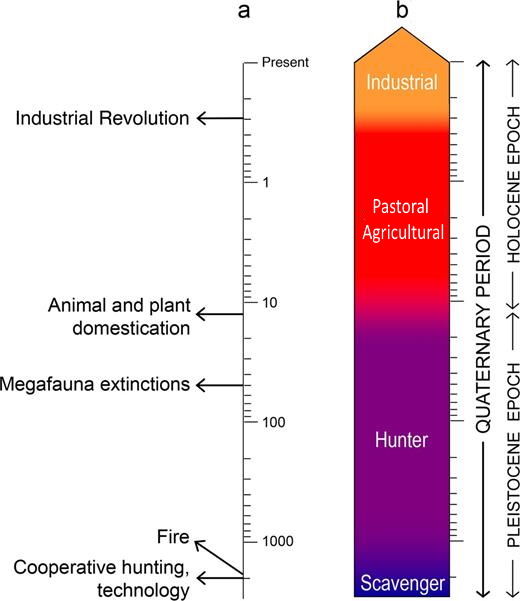 a
b
Present
Industrial Revolution
1
10
Animal and plant
domestication
Megafauna extinctions
100
Fire
1000
Cooperative hunting,
technology
Industrial
Pastoral
Agricultural
Hunter
Scavenger
QUATERNARY PERIOD
HOLOCENE EPOCH
PLEISTOCENE EPOCH